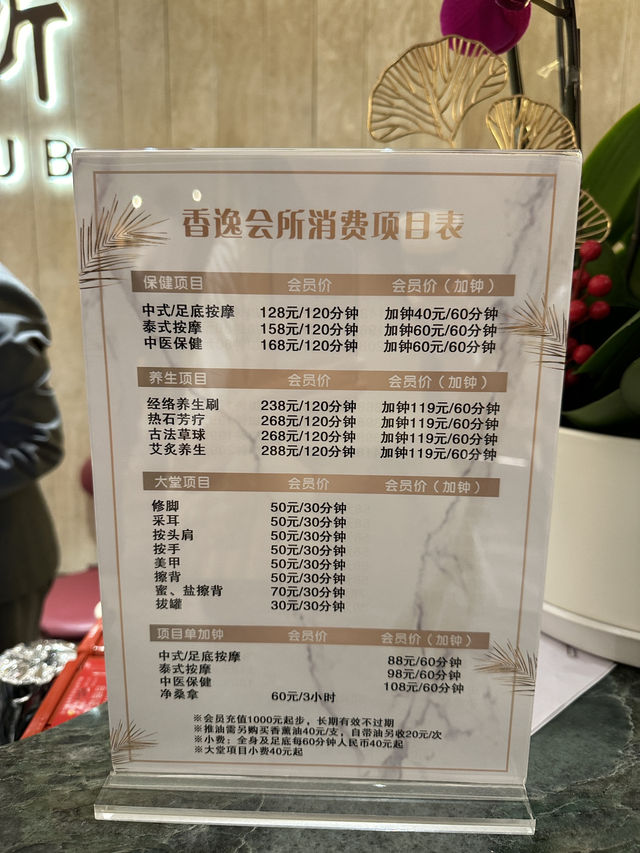 所
UB
香逸会所消费项目表
保健项目 会员价 会员价（加钟）
中式/足底按摩 128元/120分钟 加钟40元/60分钟
泰式按摩 158元/120分钟 加钟60元/60分钟
中医保健 168元/120分钟 加钟60元/60分钟
养生项目 会员价 会员价（加钟）
经络养生刷 238元/120分钟 加钟119元/60分钟
热石芳疗 268元/120分钟 加钟119元/60分钟
古法草球 268元/120分钟 加钟119元/60分钟
艾炙养生 288元/120分钟 加钟119元/60分钟
大堂项目 会员价 会员价（加钟）
修脚 50元/30分钟
采耳 50元/30分钟
按头肩 50元/30分钟
按手 50元/30分钟
美甲 50元/30分钟
擦背 50元/30分钟
蜜、盐擦背 70元/30分钟
拔罐 30元/30分钟
项目单加钟 会员价 会员价（加钟）
中式/足底按摩 88元/60分钟
泰式按摩 98元/60分钟
中医保健 108元/60分钟
净桑拿 60元/3小时
※会员充值1000元起步，长期有效不过期
※推油需另购买香薰油40元/支，自带油另收20元/次
※小费：全身及足底每60分钟人民币40元起
※大堂项目小费40元起